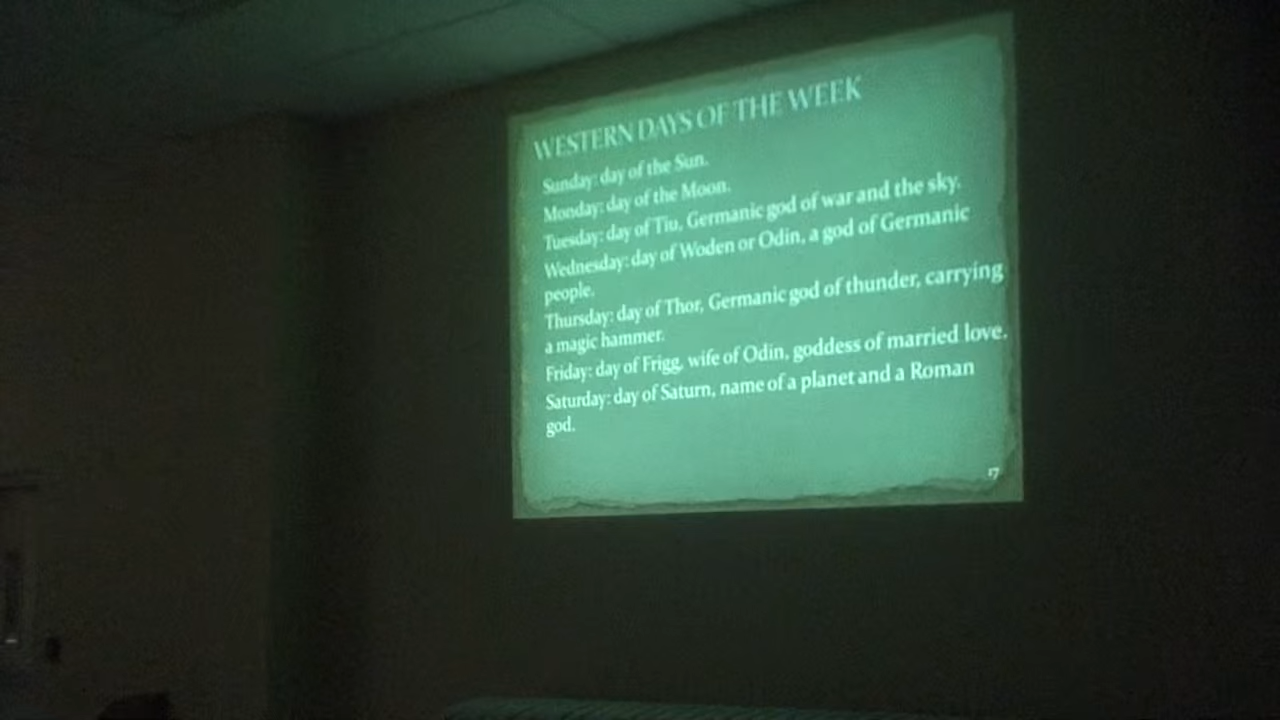 WESTERN DAYS OF THE WEEK
Sunday: day of the Sun.
Monday: day of the Moon.
Tuesday: day of Tiu, Germanic god of war and the sky.
Wednesday: day of Woden or Odin, a god of Germanic
people.
Thursday: day of Thor, Germanic god of thunder, carrying
a magic hammer.
Friday: day of Frigg, wife of Odin, goddess of married love.
Saturday: day of Saturn, name of a planet and a Roman
god.
17